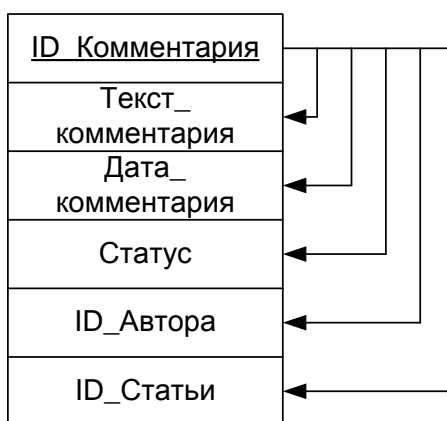 ID_Комментария
Текст_
комментария
Дата_
комментария
Статус
ID_Автора
ID_Статьи